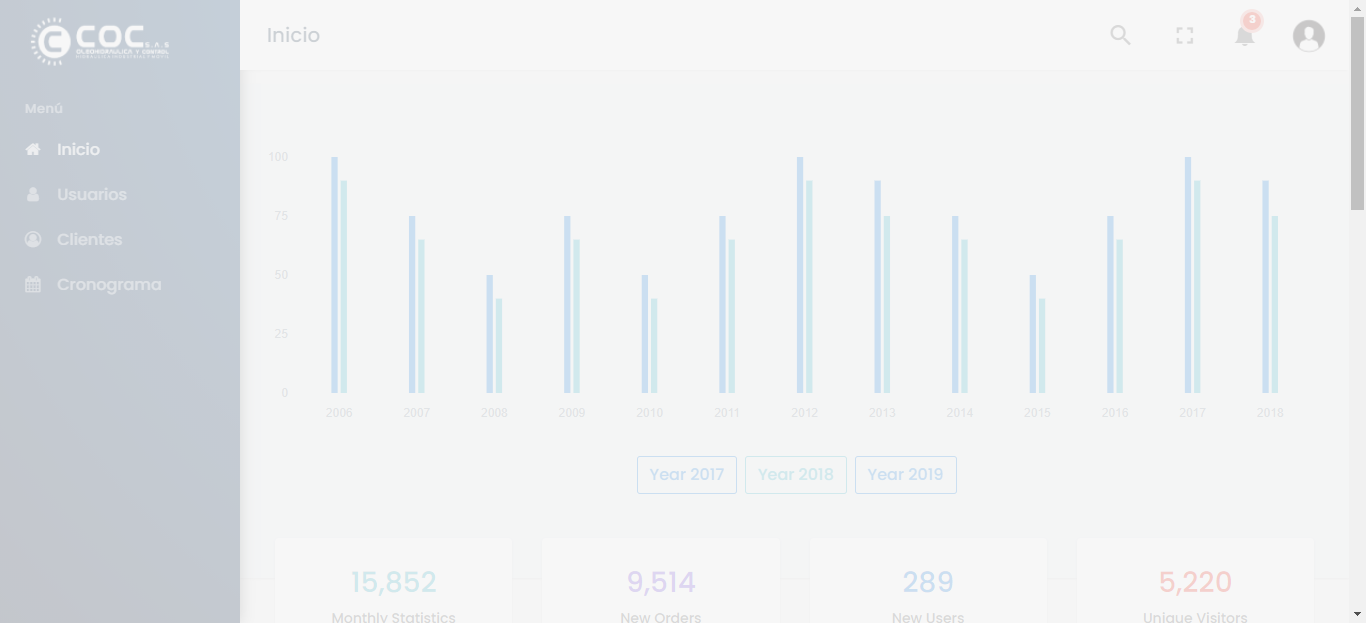 COC S.A.S
OLEOHIDRAULICA Y CONTROL
Inicio
3
Menú
Inicio
Usuarios
Clientes
Cronograma
100
75
50
25
0
2006 2007 2008 2009 2010 2011 2012 2013 2014 2015 2016 2017 2018
Year 2017 Year 2018 Year 2019
15,852 9,514 289 5,220
Monthly Statistics New Orders New Users Unique Visitors